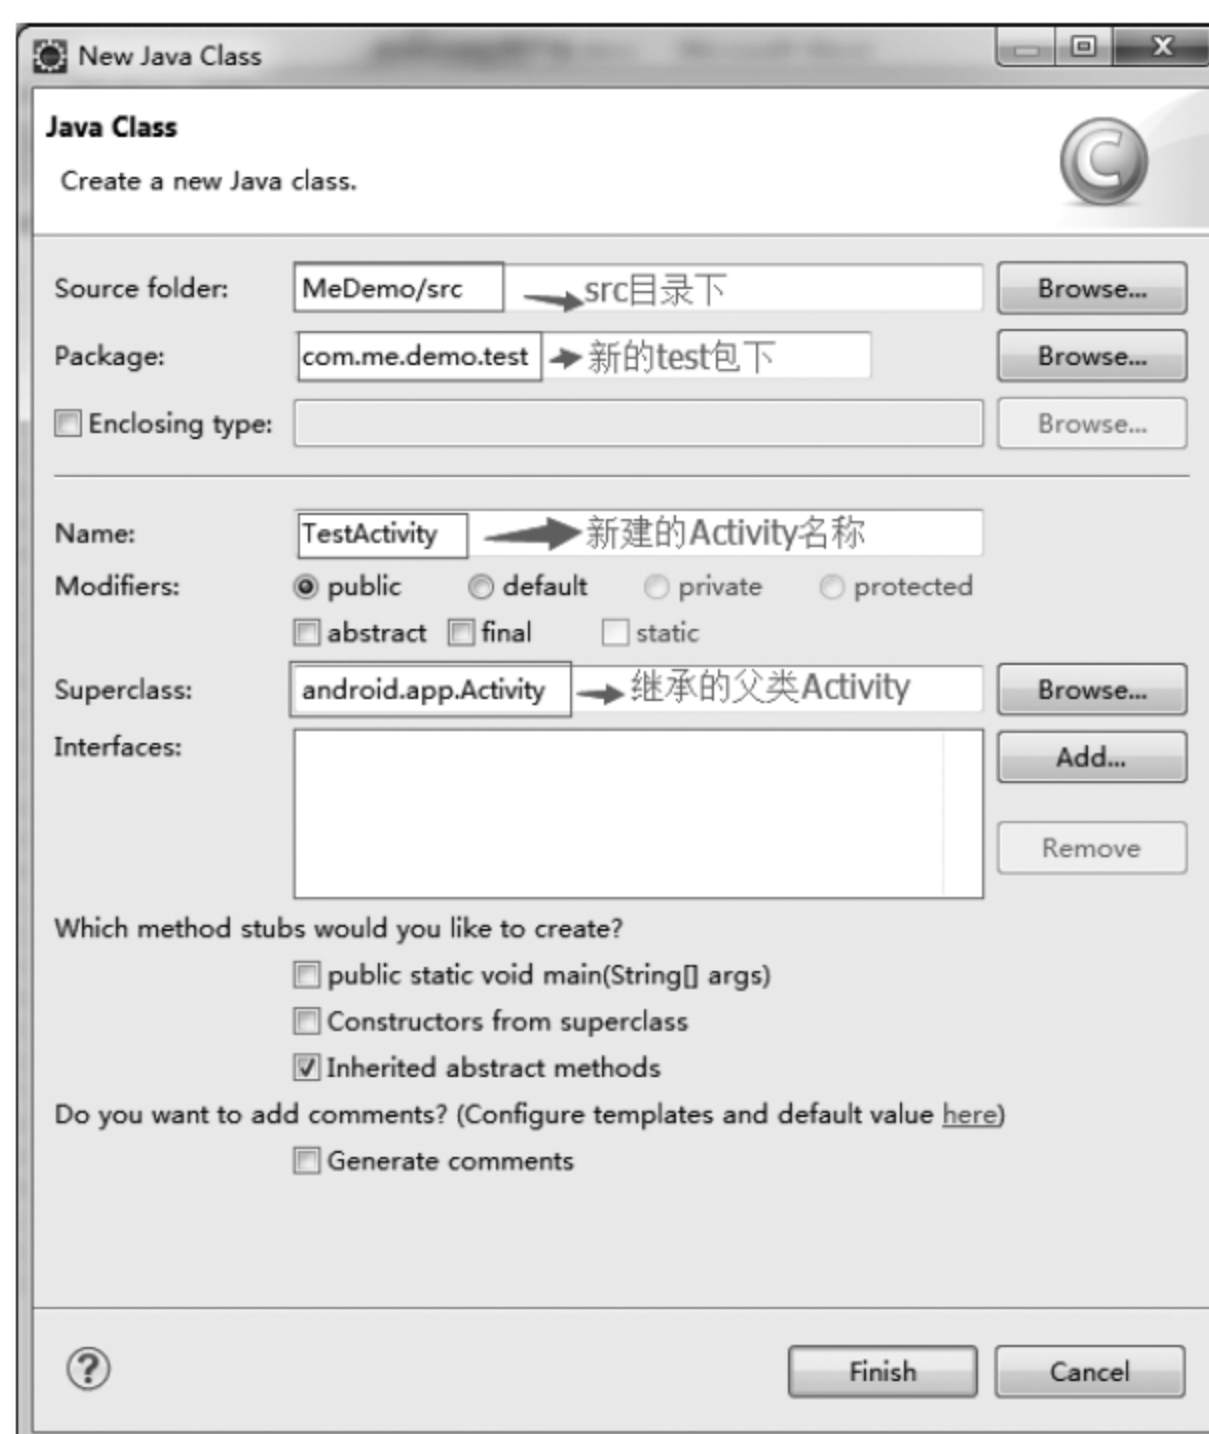 New Java Class
Java Class
Create a new Java class.
Source folder: MeDemo/src src目录下 Browse...
Package: com.me.demo.test 新的test包下 Browse...
Enclosing type: Browse...
Name: TestActivity 新建的Activity名称
Modifiers: public default private protected
abstract final static
Superclass: android.app.Activity 继承的父类Activity Browse...
Interfaces: Add...
Remove
Which method stubs would you like to create?
public static void main(String[] args)
Constructors from superclass
Inherited abstract methods
Do you want to add comments? (Configure templates and default value here)
Generate comments
Finish Cancel